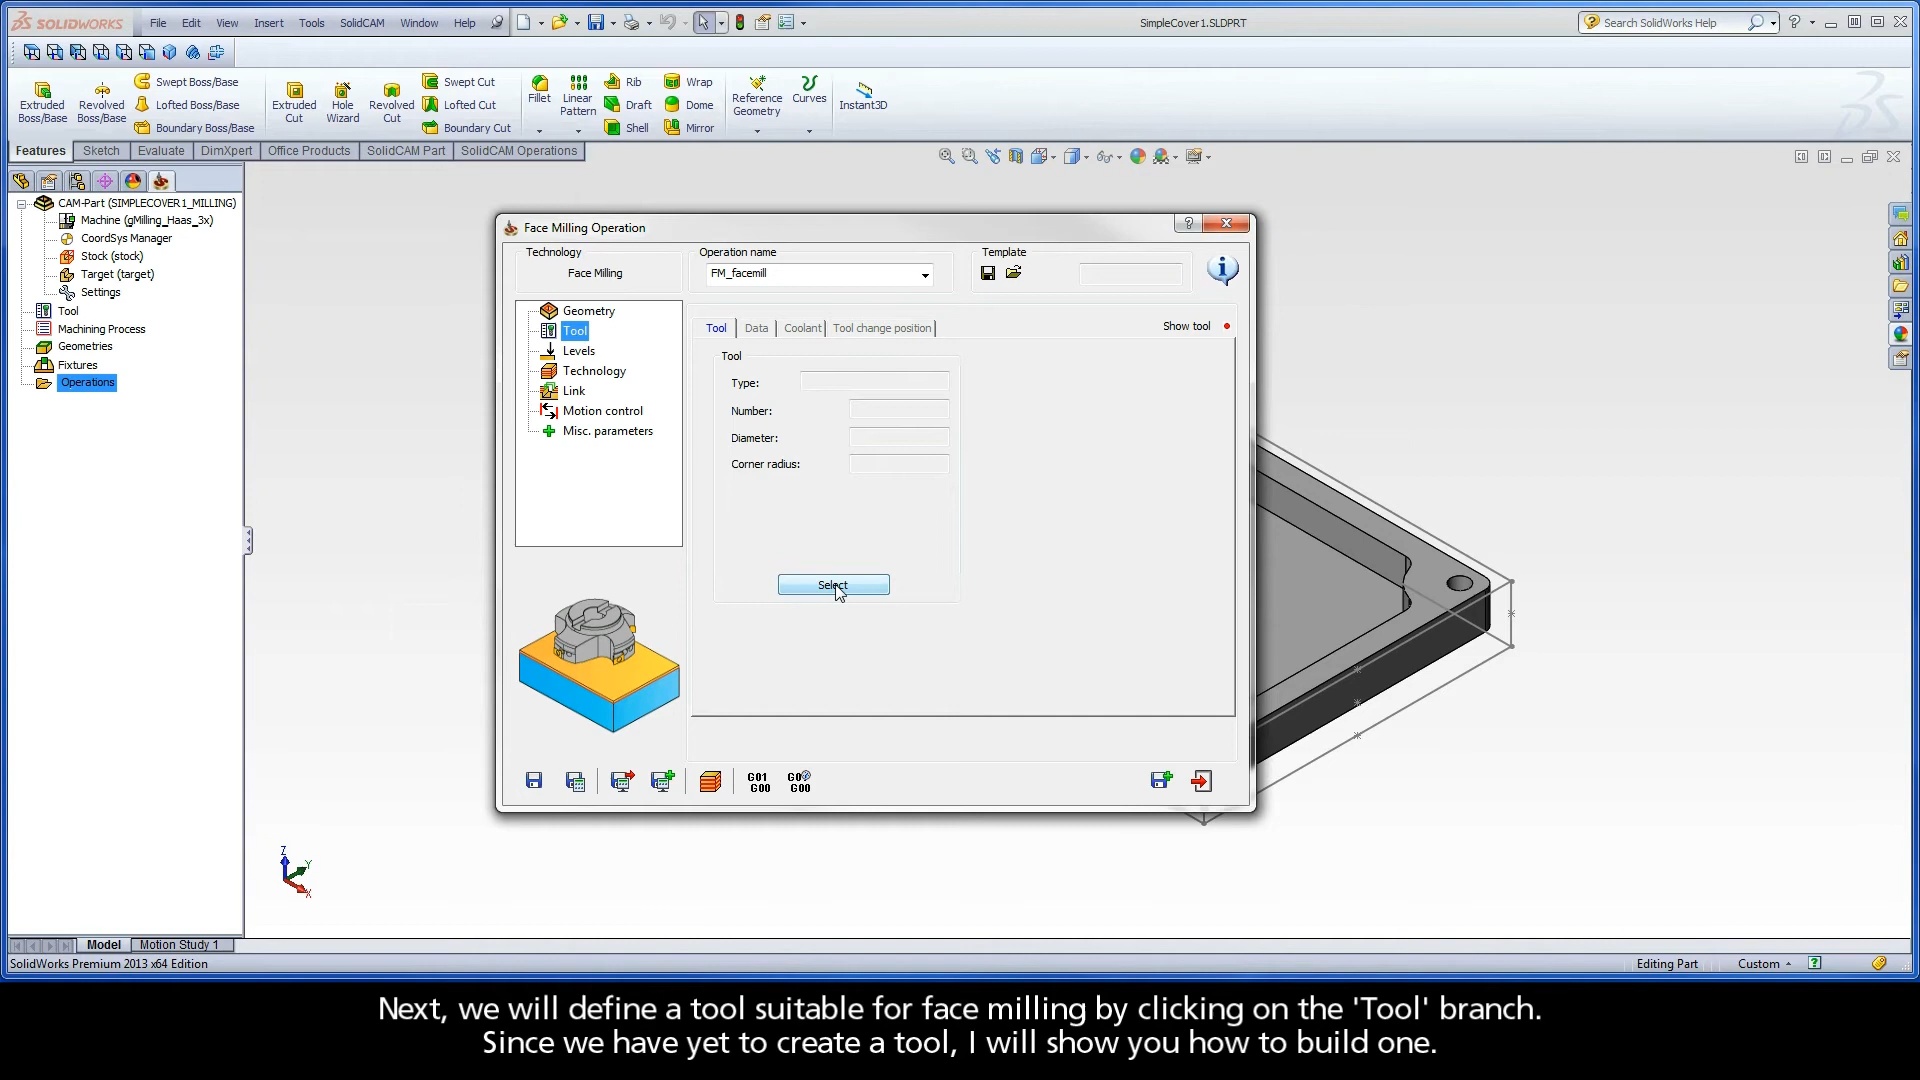 SOLIDWORKS File Edit View Insert Tools SolidCAM Window Help SimpleCover1.SLDPRT Search SolidWorks Help
Extruded Boss/Base
Revolved Boss/Base
Swept Boss/Base
Lofted Boss/Base
Boundary Boss/Base
Extruded Cut
Hole Wizard
Revolved Cut
Swept Cut
Lofted Cut
Boundary Cut
Fillet
Linear Pattern
Rib
Draft
Shell
Wrap
Dome
Mirror
Reference Geometry
Curves
Instant3D
Features Sketch Evaluate DimXpert Office Products SolidCAM Part SolidCAM Operations
CAM-Part (SIMPLECOVER1_MILLING)
Machine (gMilling_Haas_3x)
CoordSys Manager
Stock (stock)
Target (target)
Settings
Tool
Machining Process
Geometries
Fixtures
Operations
Face Milling Operation
Technology
Face Milling
Operation name
FM_facemill
Template
Geometry
Tool
Levels
Technology
Link
Motion control
Misc. parameters
Tool Data Coolant Tool change position Show tool
Tool
Type:
Number:
Diameter:
Corner radius:
Select
G01
G00
G00
Z
Y
X
Model Motion Study 1
SolidWorks Premium 2013 x64 Edition Editing Part Custom
Next, we will define a tool suitable for face milling by clicking on the 'Tool' branch.
Since we have yet to create a tool, I will show you how to build one.